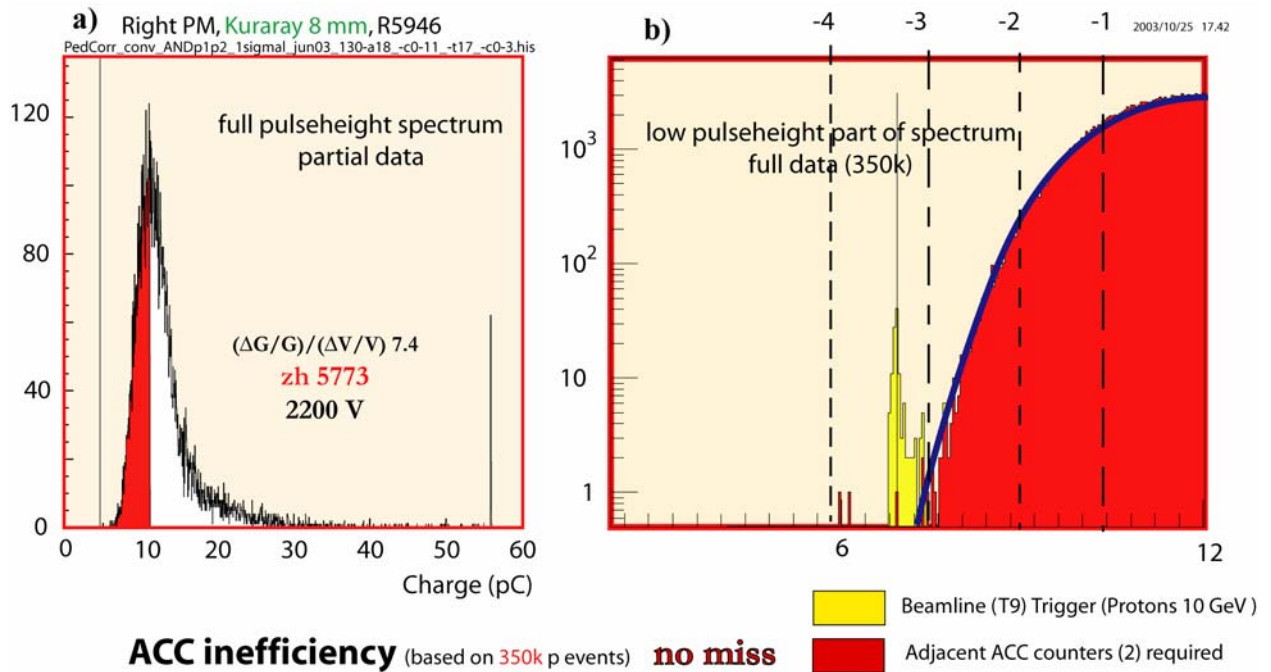 a) Right PM, Kuraray 8 mm, R5946
PedCorr_conv_ANDp1p2_1sigmal_jun03_130-a18_-c0-11_-t17_-c0-3.his
full pulseheight spectrum
partial data
(ΔG/G)/(ΔV/V) 7.4
zh 5773
2200 V
120
80
40
0
0 10 20 30 40 50 60
Charge (pC)
b)
-4 -3 -2 -1
2003/10/25 17.42
low pulseheight part of spectrum
full data (350k)
10³
10²
10
1
6 12
Beamline (T9) Trigger (Protons 10 GeV)
Adjacent ACC counters (2) required
ACC inefficiency (based on 350k p events) no miss